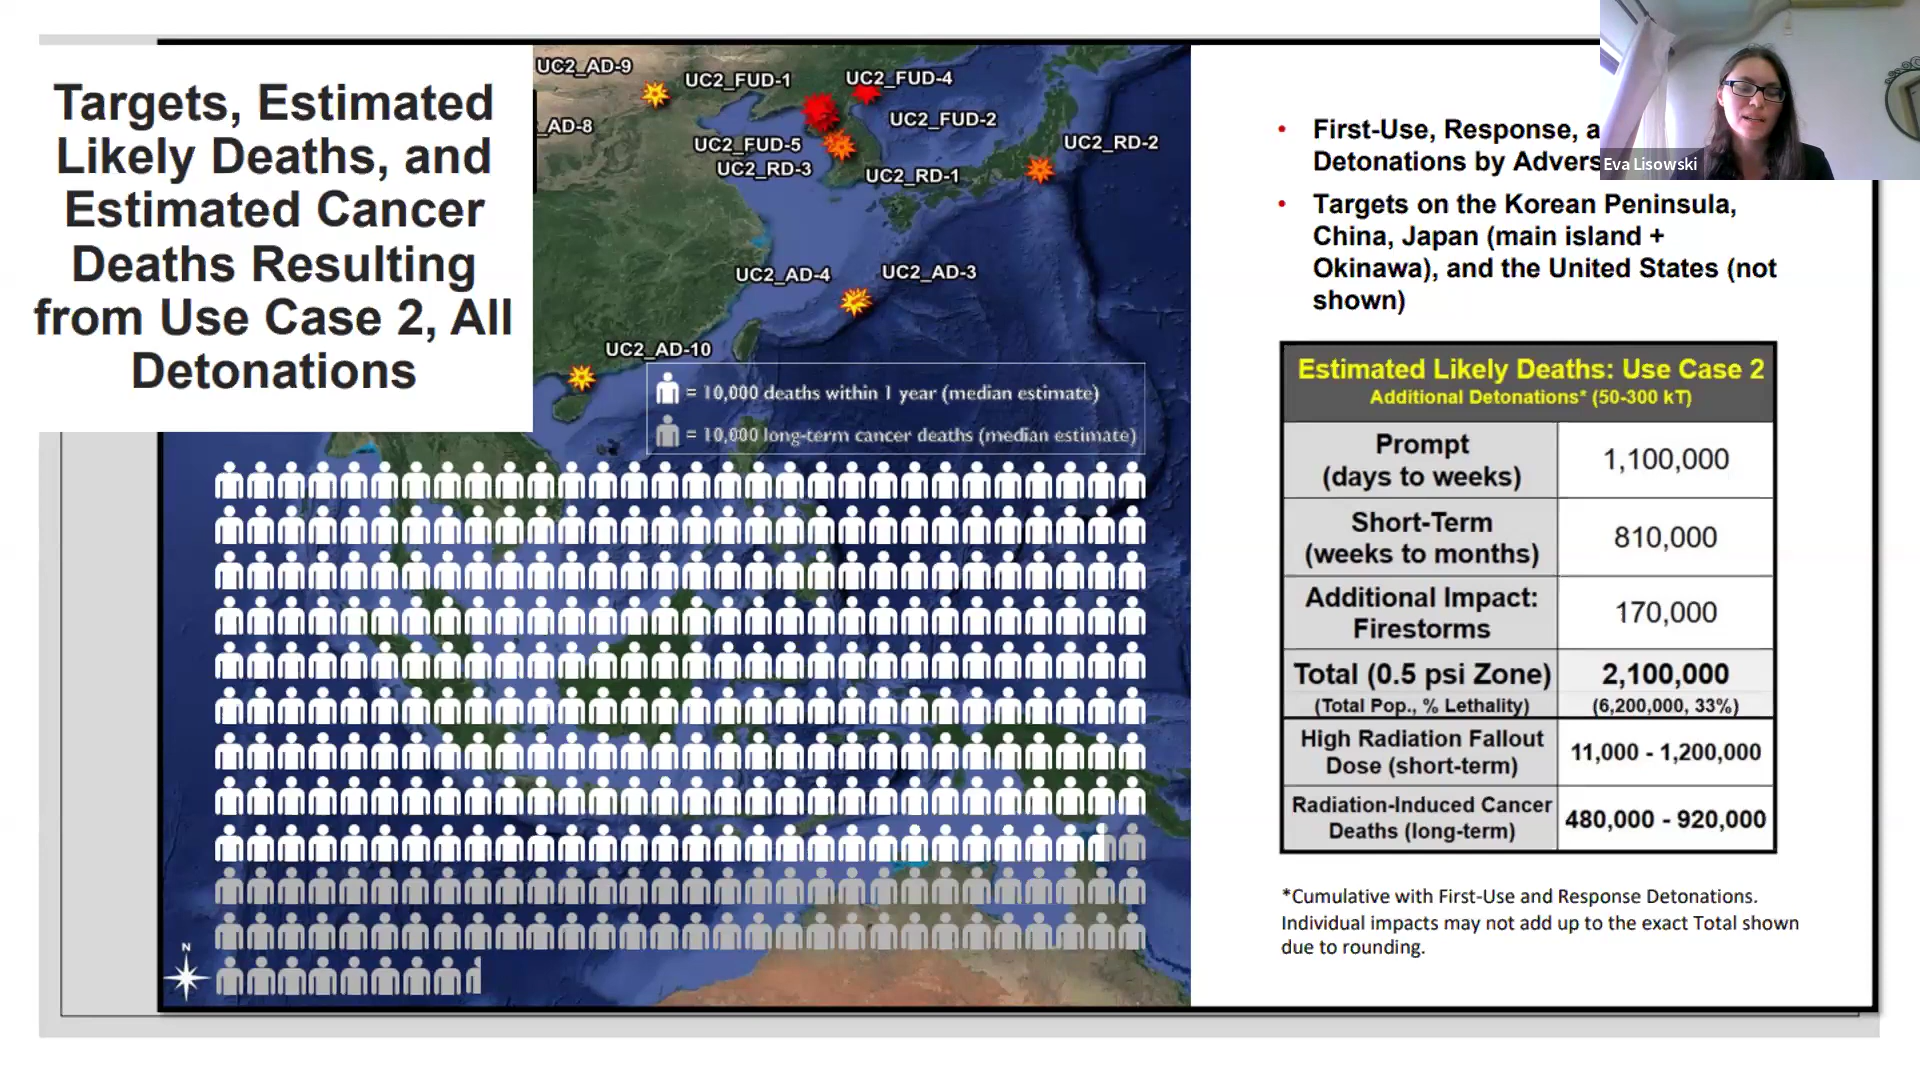 Targets, Estimated
Likely Deaths, and
Estimated Cancer
Deaths Resulting
from Use Case 2, All
Detonations
UC2_AD-9
UC2_FUD-1
UC2_FUD-4
_AD-8
UC2_FUD-2
UC2_FUD-5
UC2_RD-2
UC2_RD-3
UC2_RD-1
UC2_AD-4
UC2_AD-3
UC2_AD-10
= 10,000 deaths within 1 year (median estimate)
= 10,000 long-term cancer deaths (median estimate)
N
• First-Use, Response, a
Detonations by Advers
• Targets on the Korean Peninsula,
China, Japan (main island +
Okinawa), and the United States (not
shown)
Eva Lisowski
Estimated Likely Deaths: Use Case 2
Additional Detonations* (50-300 kT)
Prompt
(days to weeks)
1,100,000
Short-Term
(weeks to months)
810,000
Additional Impact:
Firestorms
170,000
Total (0.5 psi Zone)
2,100,000
(Total Pop., % Lethality)
(6,200,000, 33%)
High Radiation Fallout
Dose (short-term)
11,000 - 1,200,000
Radiation-Induced Cancer
Deaths (long-term)
480,000 - 920,000
*Cumulative with First-Use and Response Detonations.
Individual impacts may not add up to the exact Total shown
due to rounding.